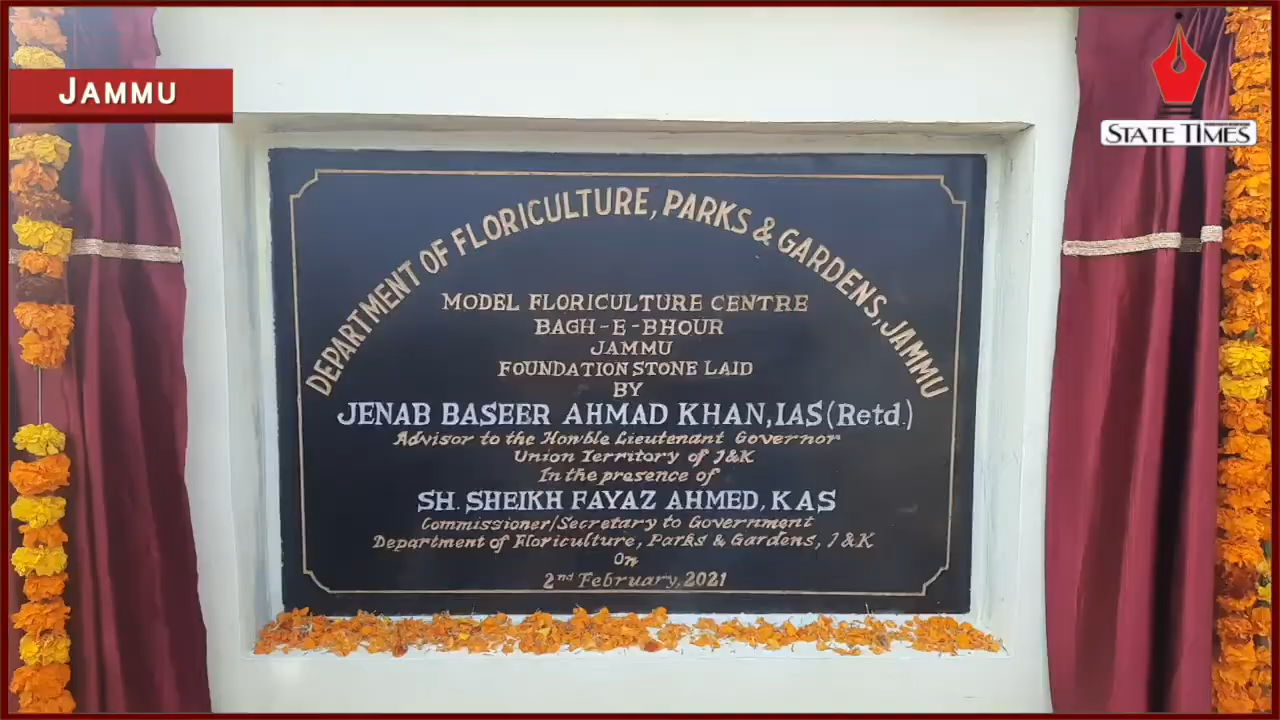 JAMMU
STATE TIMES
DEPARTMENT OF FLORICULTURE, PARKS & GARDENS, JAMMU
MODEL FLORICULTURE CENTRE
BAGH-E-BHOUR
JAMMU
FOUNDATION STONE LAID
BY
JENAB BASEER AHMAD KHAN, IAS (Retd.)
Advisor to the Hon'ble Lieutenant Governor
Union Territory of J&K
In the presence of
SH. SHEIKH FAYAZ AHMED, KAS
Commissioner/Secretary to Government
Department of Floriculture, Parks & Gardens, J&K
On
2nd February, 2021